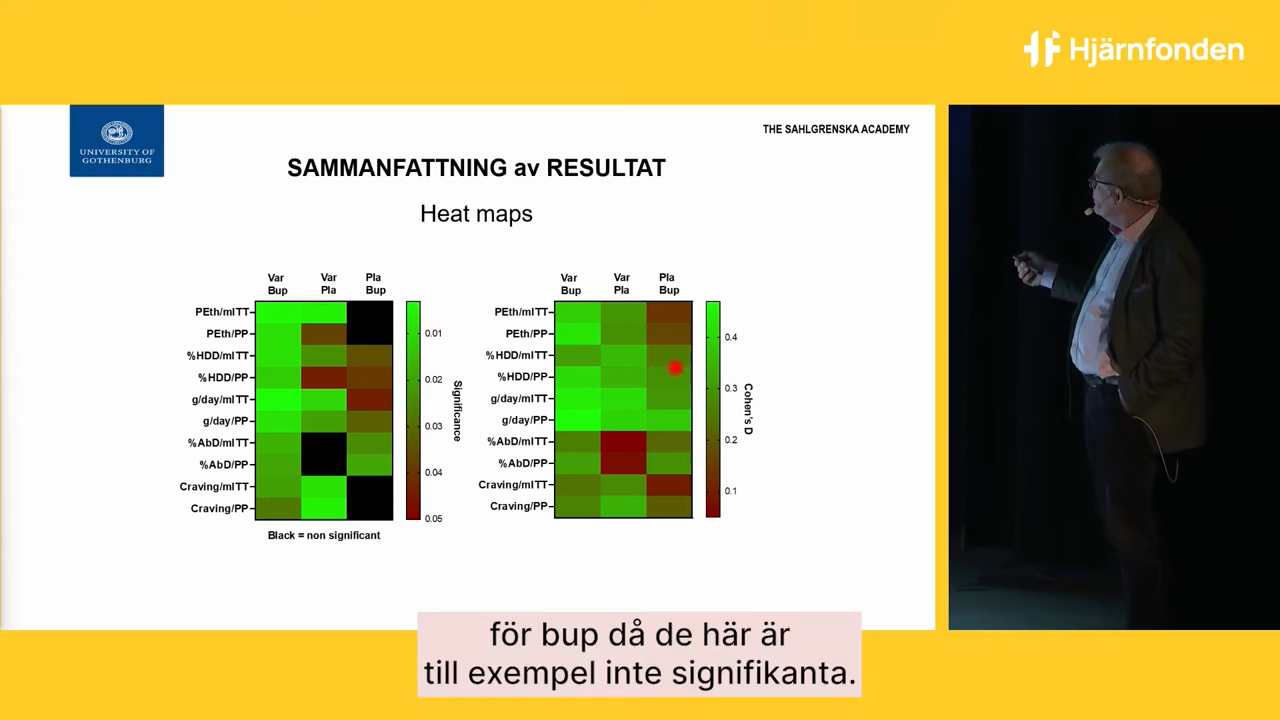 Hjärnfonden
UNIVERSITY OF
GOTHENBURG
THE SAHLGRENSKA ACADEMY
SAMMANFATTNING av RESULTAT
Heat maps
Var Var Pla
Bup Pla Bup
PEth/mITT
PEth/PP
%HDD/mITT
%HDD/PP
g/day/mITT
g/day/PP
%AbD/mITT
%AbD/PP
Craving/mITT
Craving/PP
0.01
0.02
0.03
0.04
0.05
Significance
Black = non significant
Var Var Pla
Bup Pla Bup
PEth/mITT
PEth/PP
%HDD/mITT
%HDD/PP
g/day/mITT
g/day/PP
%AbD/mITT
%AbD/PP
Craving/mITT
Craving/PP
0.4
0.3
0.2
0.1
Cohen's D
för bup då de här är
till exempel inte signifikanta.